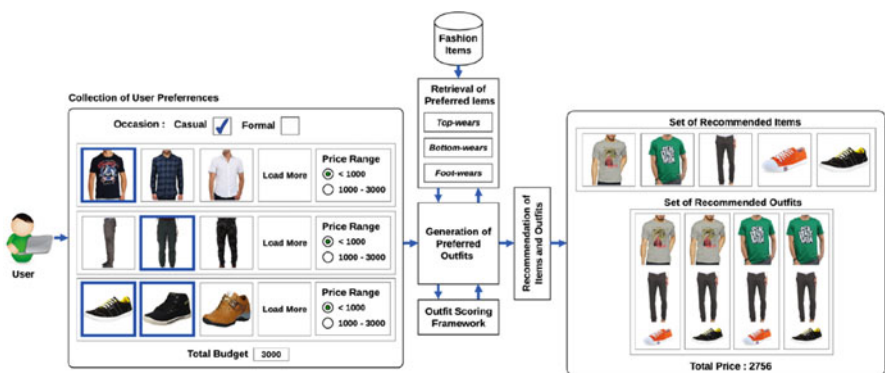 Fashion
Items
Collection of User Preferrences
Occasion : Casual Formal
Load More
Price Range
< 1000
1000 - 3000
Load More
Price Range
< 1000
1000 - 3000
Load More
Price Range
< 1000
1000 - 3000
Total Budget 3000
User
Retrieval of
Preferred Iems
Top-wears
Bottom-wears
Foot-wears
Generation of
Preferred
Outfits
Outfit Scoring
Framework
Recommendation of
Items and Outfits
Set of Recommended Items
Set of Recommended Outfits
Total Price : 2756